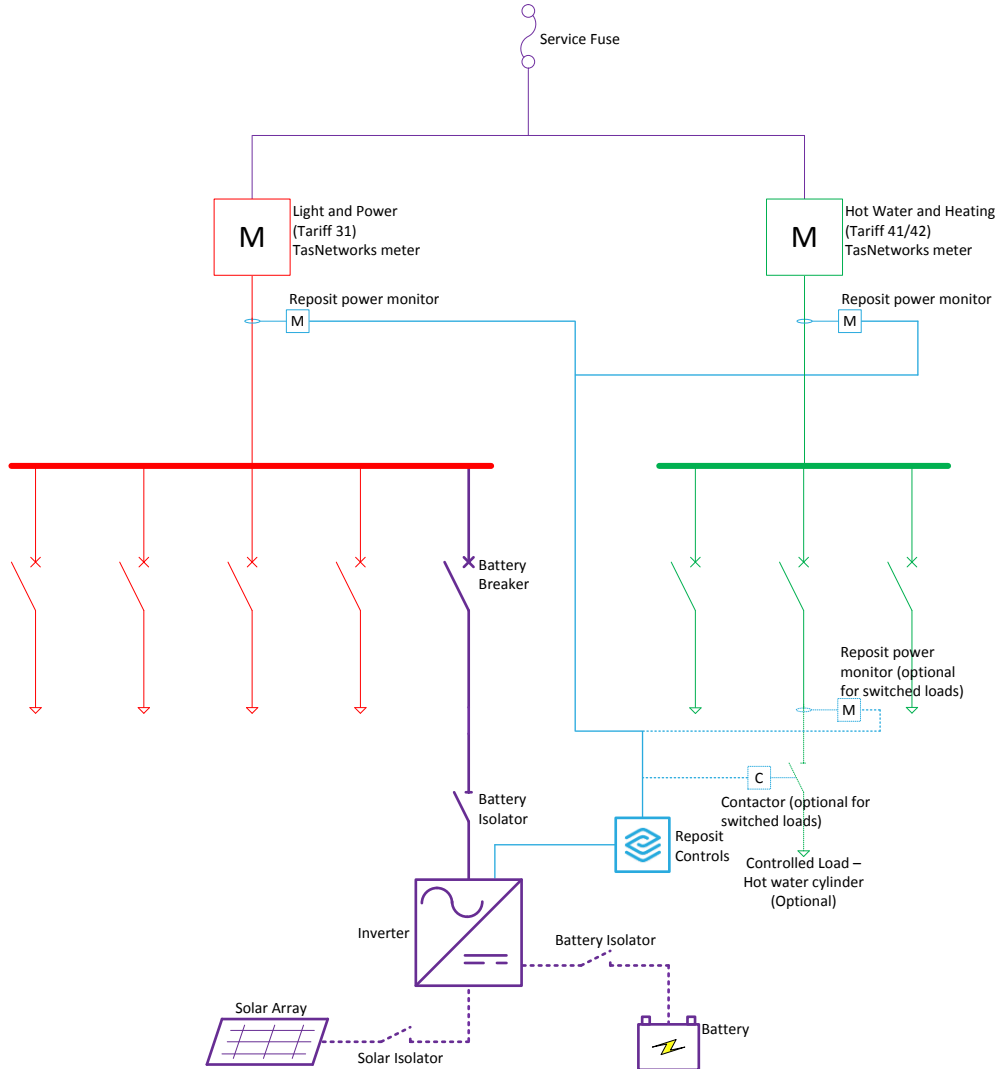 Service Fuse
M
Light and Power
(Tariff 31)
TasNetworks meter
M
Hot Water and Heating
(Tariff 41/42)
TasNetworks meter
Reposit power monitor
M
Reposit power monitor
M
Battery
Breaker
Reposit power
monitor (optional
for switched loads)
M
C
Contactor (optional for
switched loads)
Battery
Isolator
Reposit
Controls
Controlled Load –
Hot water cylinder
(Optional)
Inverter
Battery Isolator
Solar Array
Solar Isolator
Battery